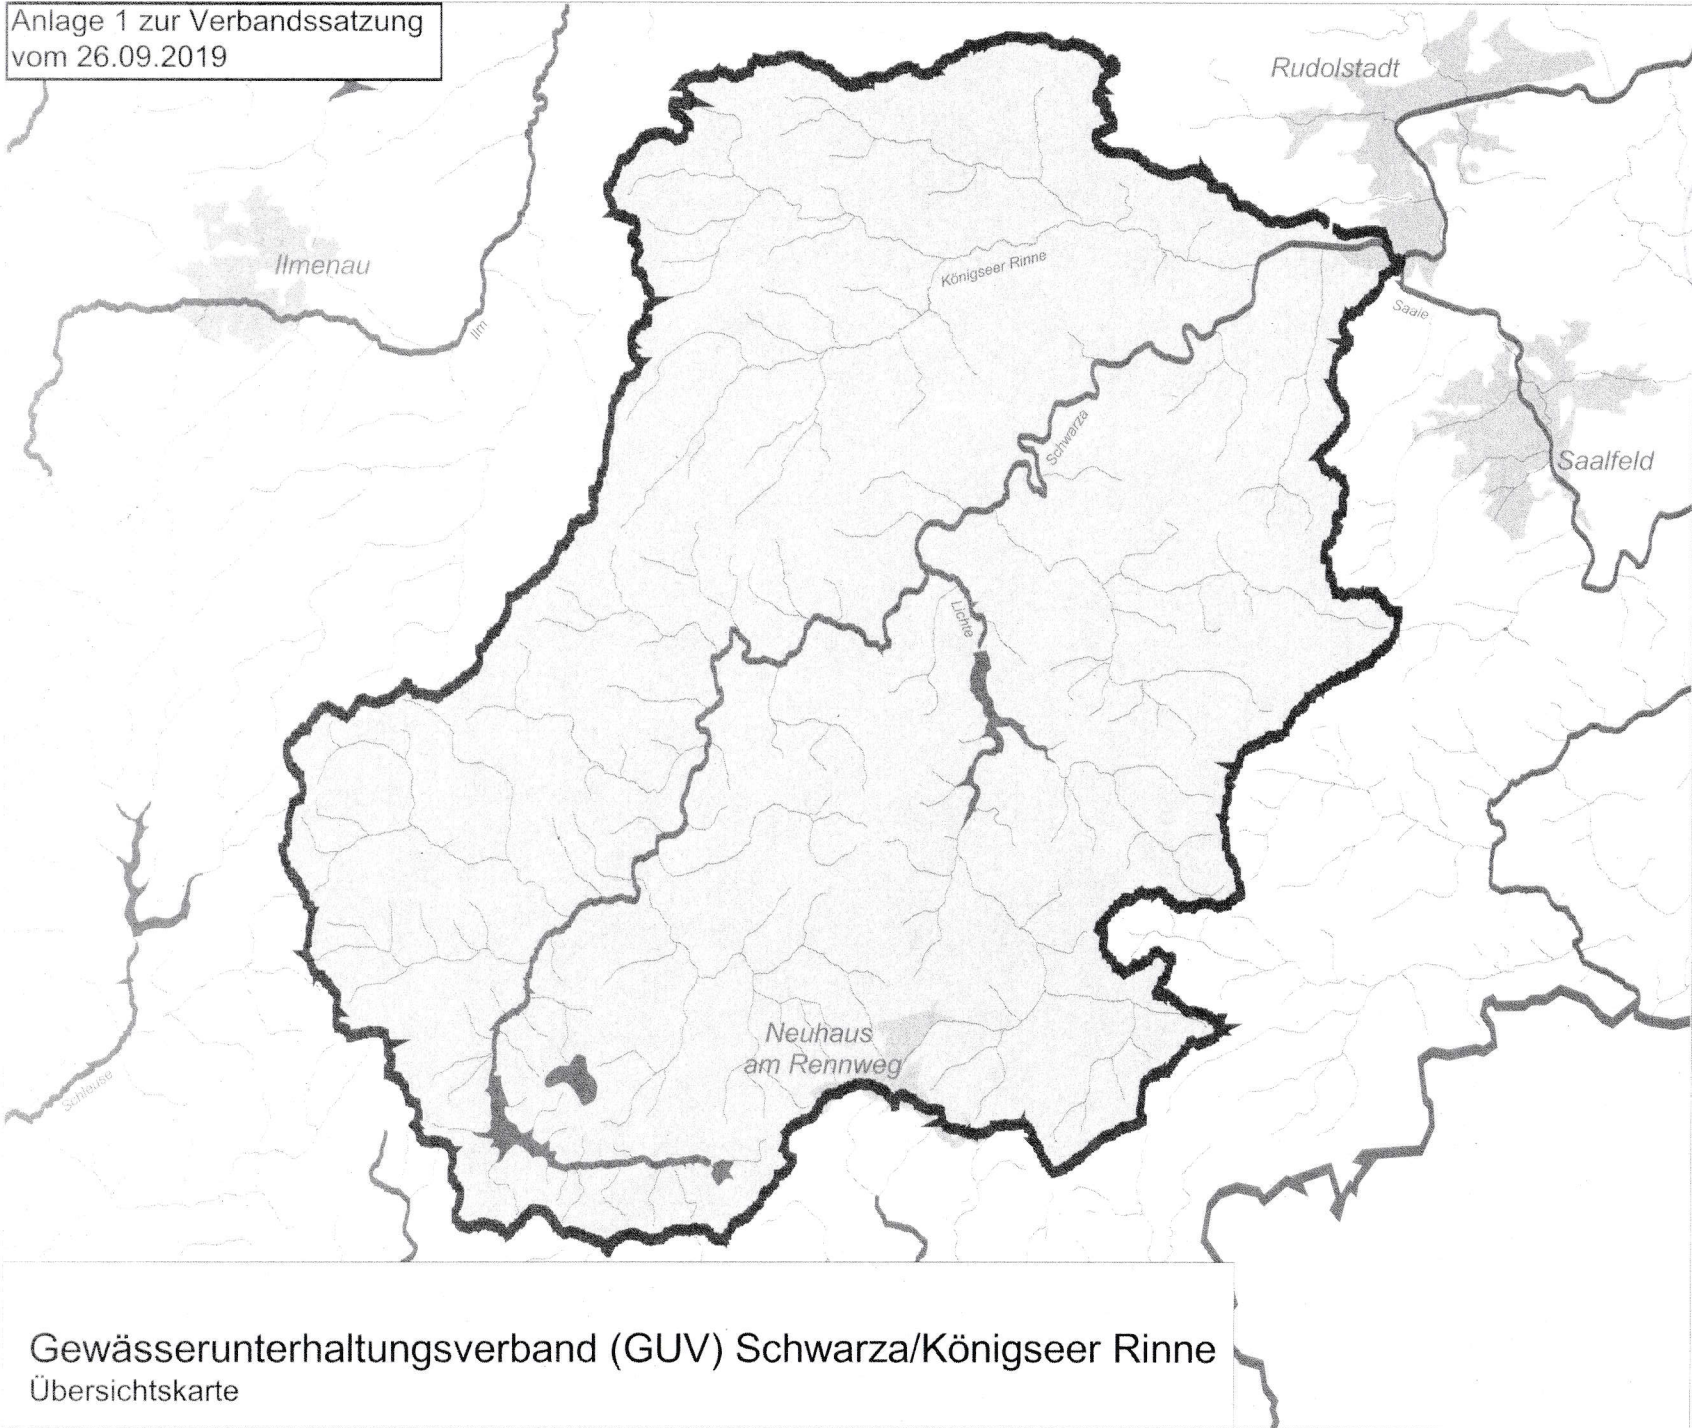 Anlage 1 zur Verbandssatzung
vom 26.09.2019
Rudolstadt
Ilmenau
Königseer Rinne
Saale
Ilm
Schwarza
Saalfeld
Lichte
Neuhaus
am Rennweg
Schleuse
Gewässerunterhaltungsverband (GUV) Schwarza/Königseer Rinne
Übersichtskarte